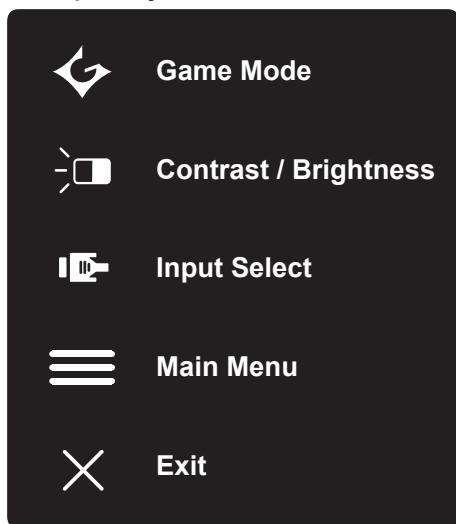 Game Mode
Contrast / Brightness
Input Select
Main Menu
Exit